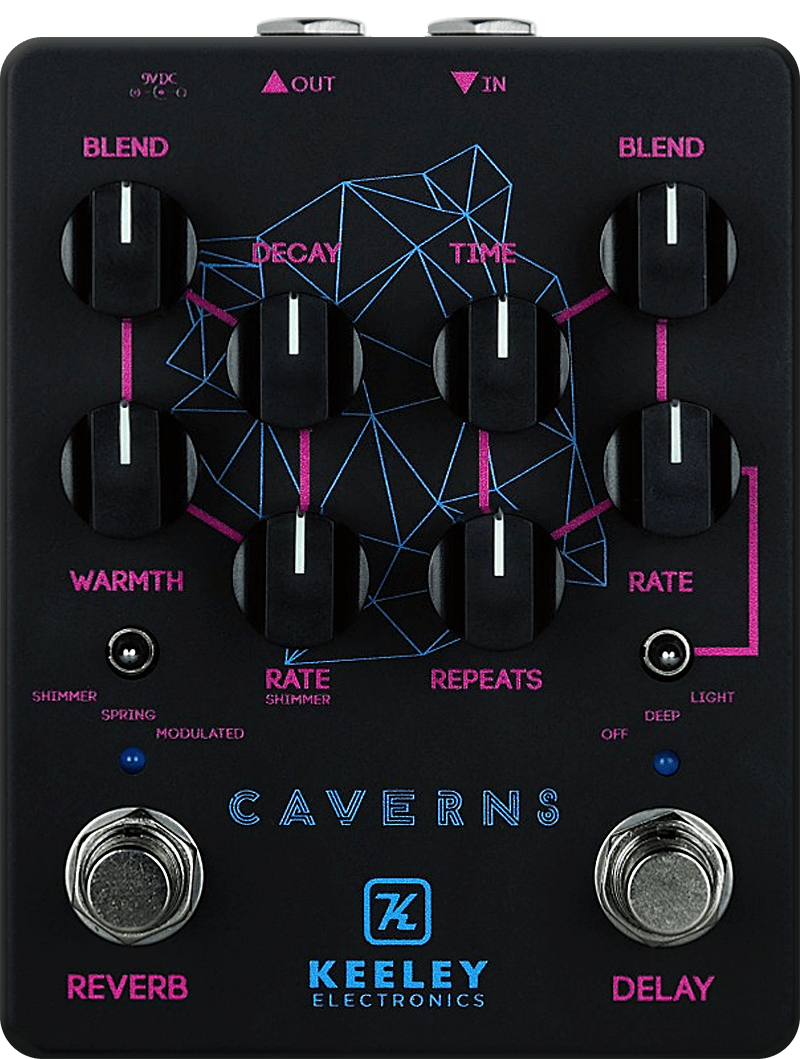 9VDC
OUT
IN
BLEND
BLEND
DECAY
TIME
WARMTH
RATE
RATE
SHIMMER
REPEATS
SHIMMER
SPRING
MODULATED
LIGHT
DEEP
OFF
CAVERNS
KEELEY
ELECTRONICS
REVERB
DELAY